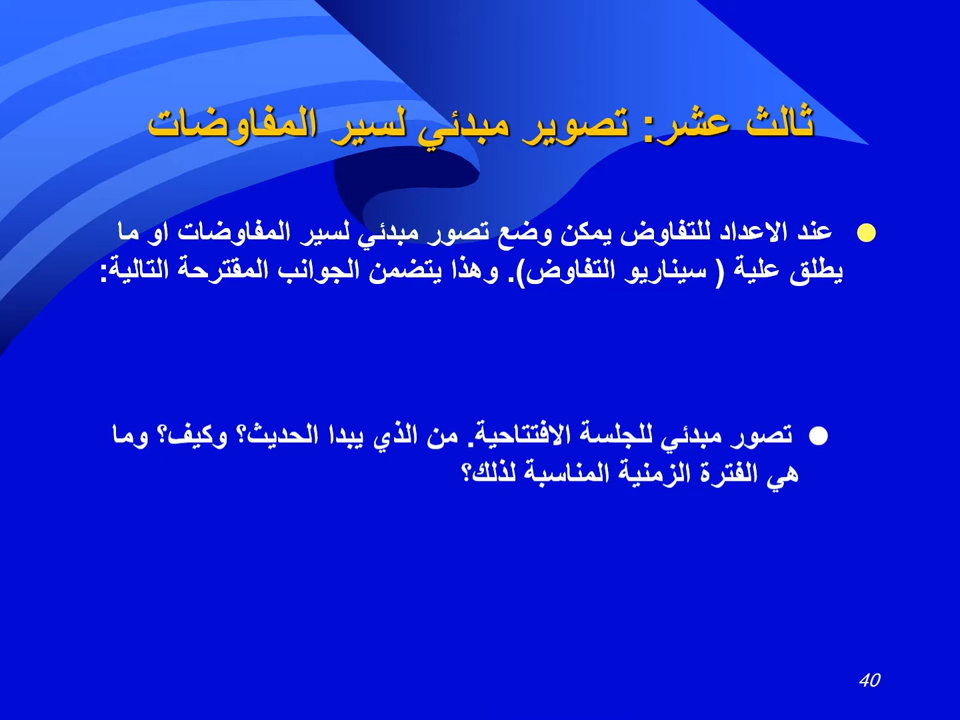 ثالث عشر: تصوير مبدئي لسير المفاوضات
عند الاعداد للتفاوض يمكن وضع تصور مبدئي لسير المفاوضات او ما
يطلق علية ( سيناريو التفاوض). وهذا يتضمن الجوانب المقترحة التالية:
تصور مبدئي للجلسة الافتتاحية. من الذي يبدا الحديث؟ وكيف؟ وما
هي الفترة الزمنية المناسبة لذلك؟
40